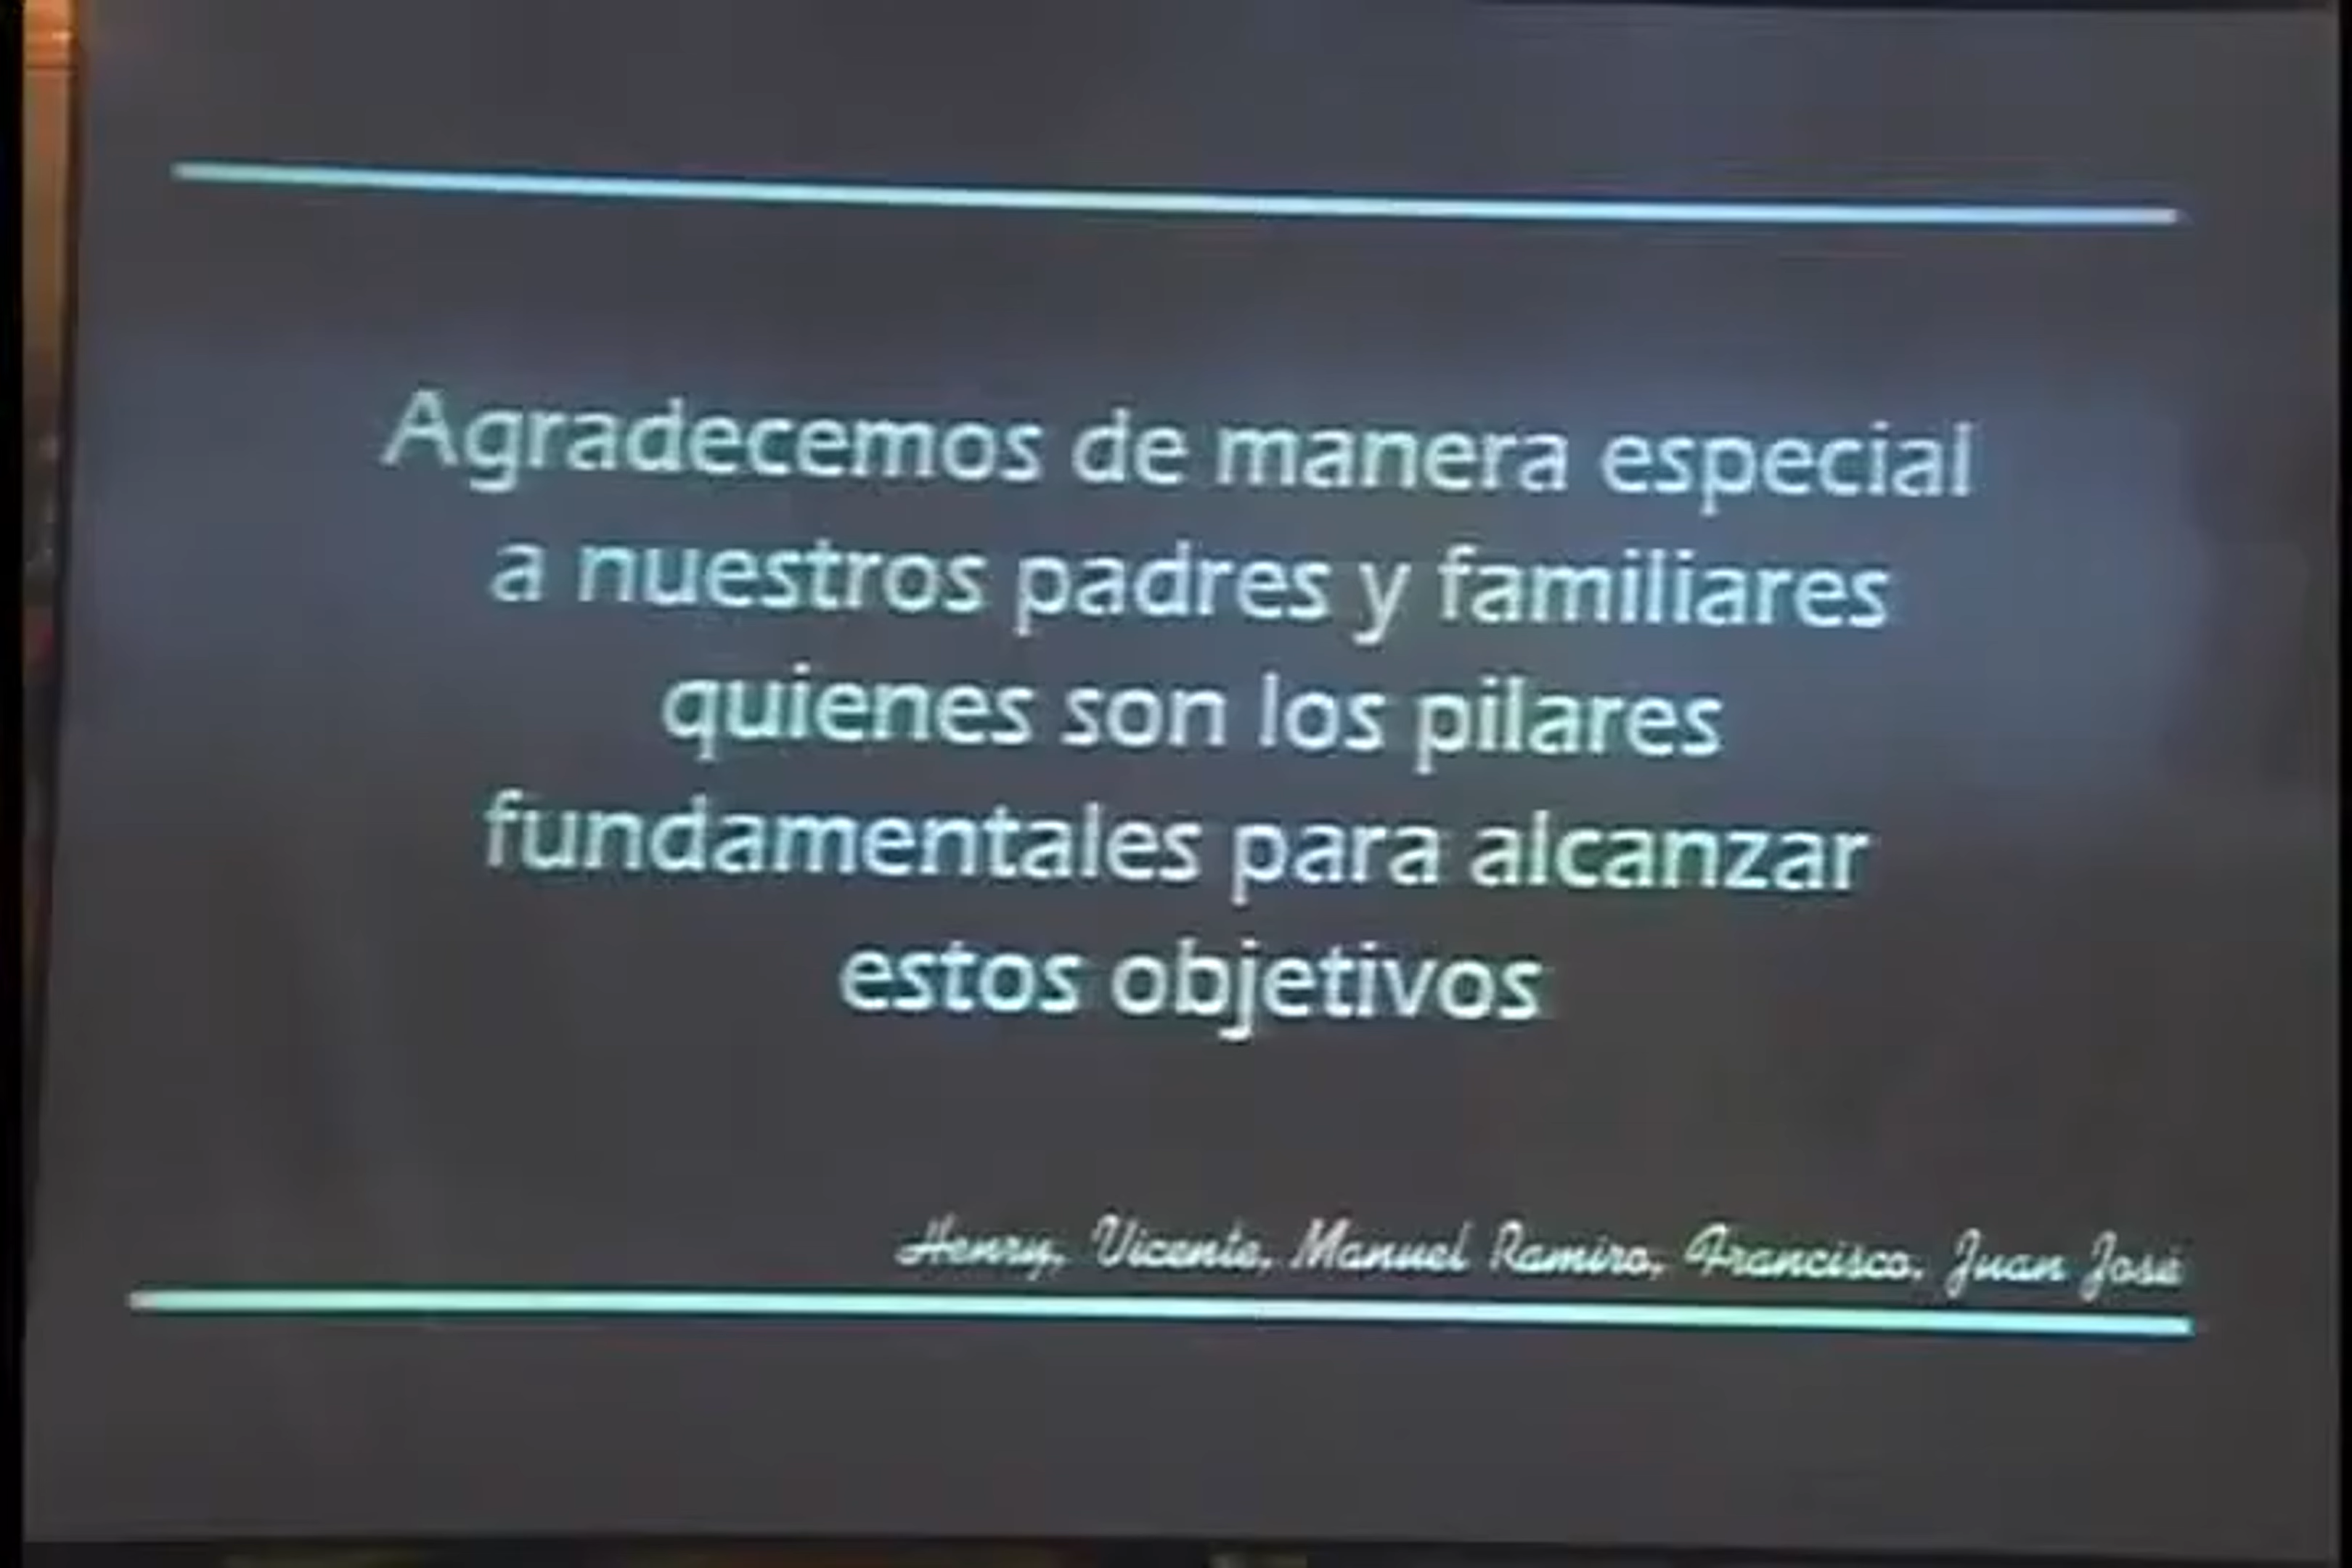 Agradecemos de manera especial
a nuestros padres y familiares
quienes son los pilares
fundamentales para alcanzar
estos objetivos
Henry, Vicente, Manuel Ramiro, Francisco, Juan José